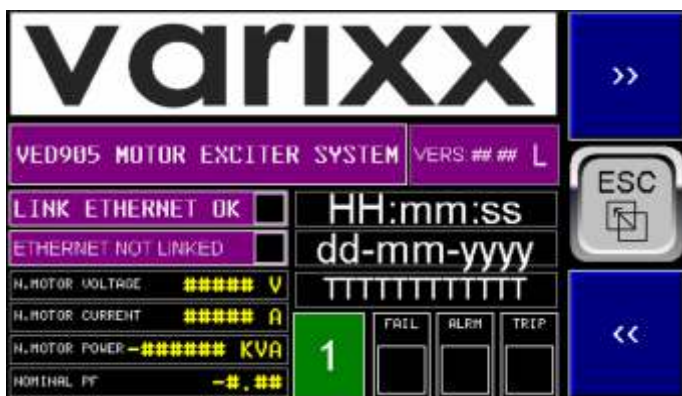 varixx
>>
VED905 MOTOR EXCITER SYSTEM
VERS: ##.## L
ESC
LINK ETHERNET OK
HH:mm:ss
ETHERNET NOT LINKED
dd-mm-yyyy
N.MOTOR VOLTAGE ##### V
TTTTTTTTTTTT
N.MOTOR CURRENT ##### A
FAIL ALRM TRIP
<<
N.MOTOR POWER -###### KVA
1
NOMINAL PF -#.##